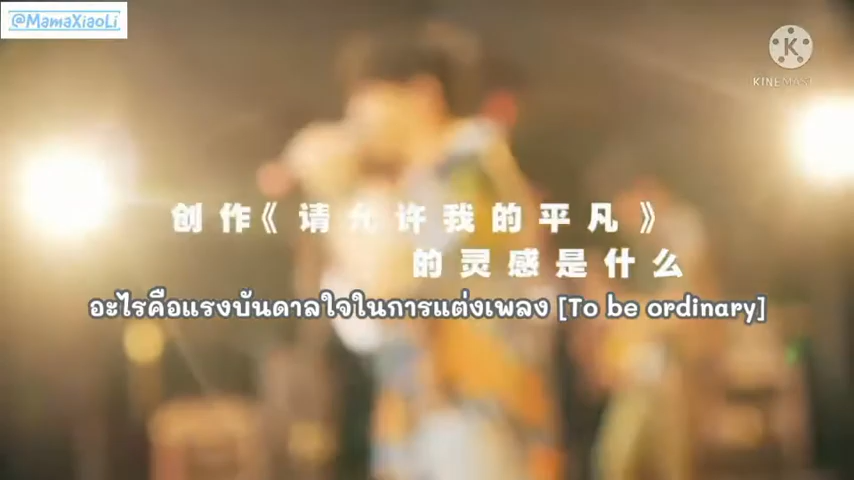 @MamaXiaoLi
KINEMAST
创作《请允许我的平凡》
的灵感是什么
อะไรคือแรงบันดาลใจในการแต่งเพลง [To be ordinary]